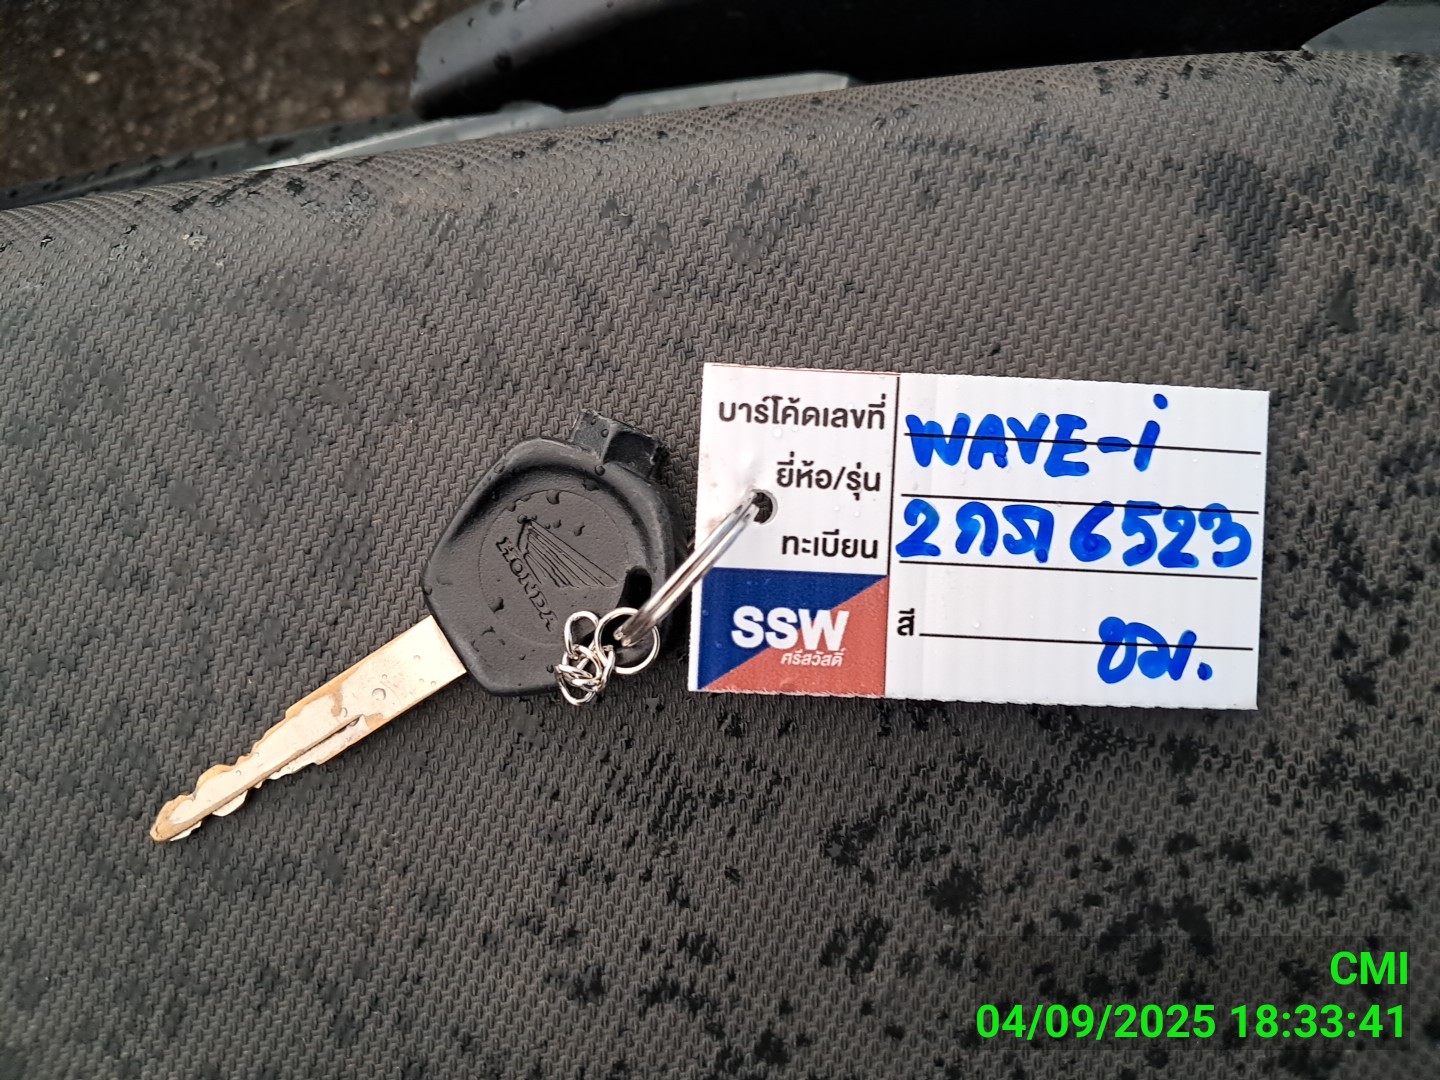 บาร์โค้ดเลขที่
WAVE-i
ยี่ห้อ/รุ่น
ทะเบียน
2 กภ 6523
สี
ชม.
SSW
ศรีสวัสดิ์
HONDA
CMI
04/09/2025 18:33:41